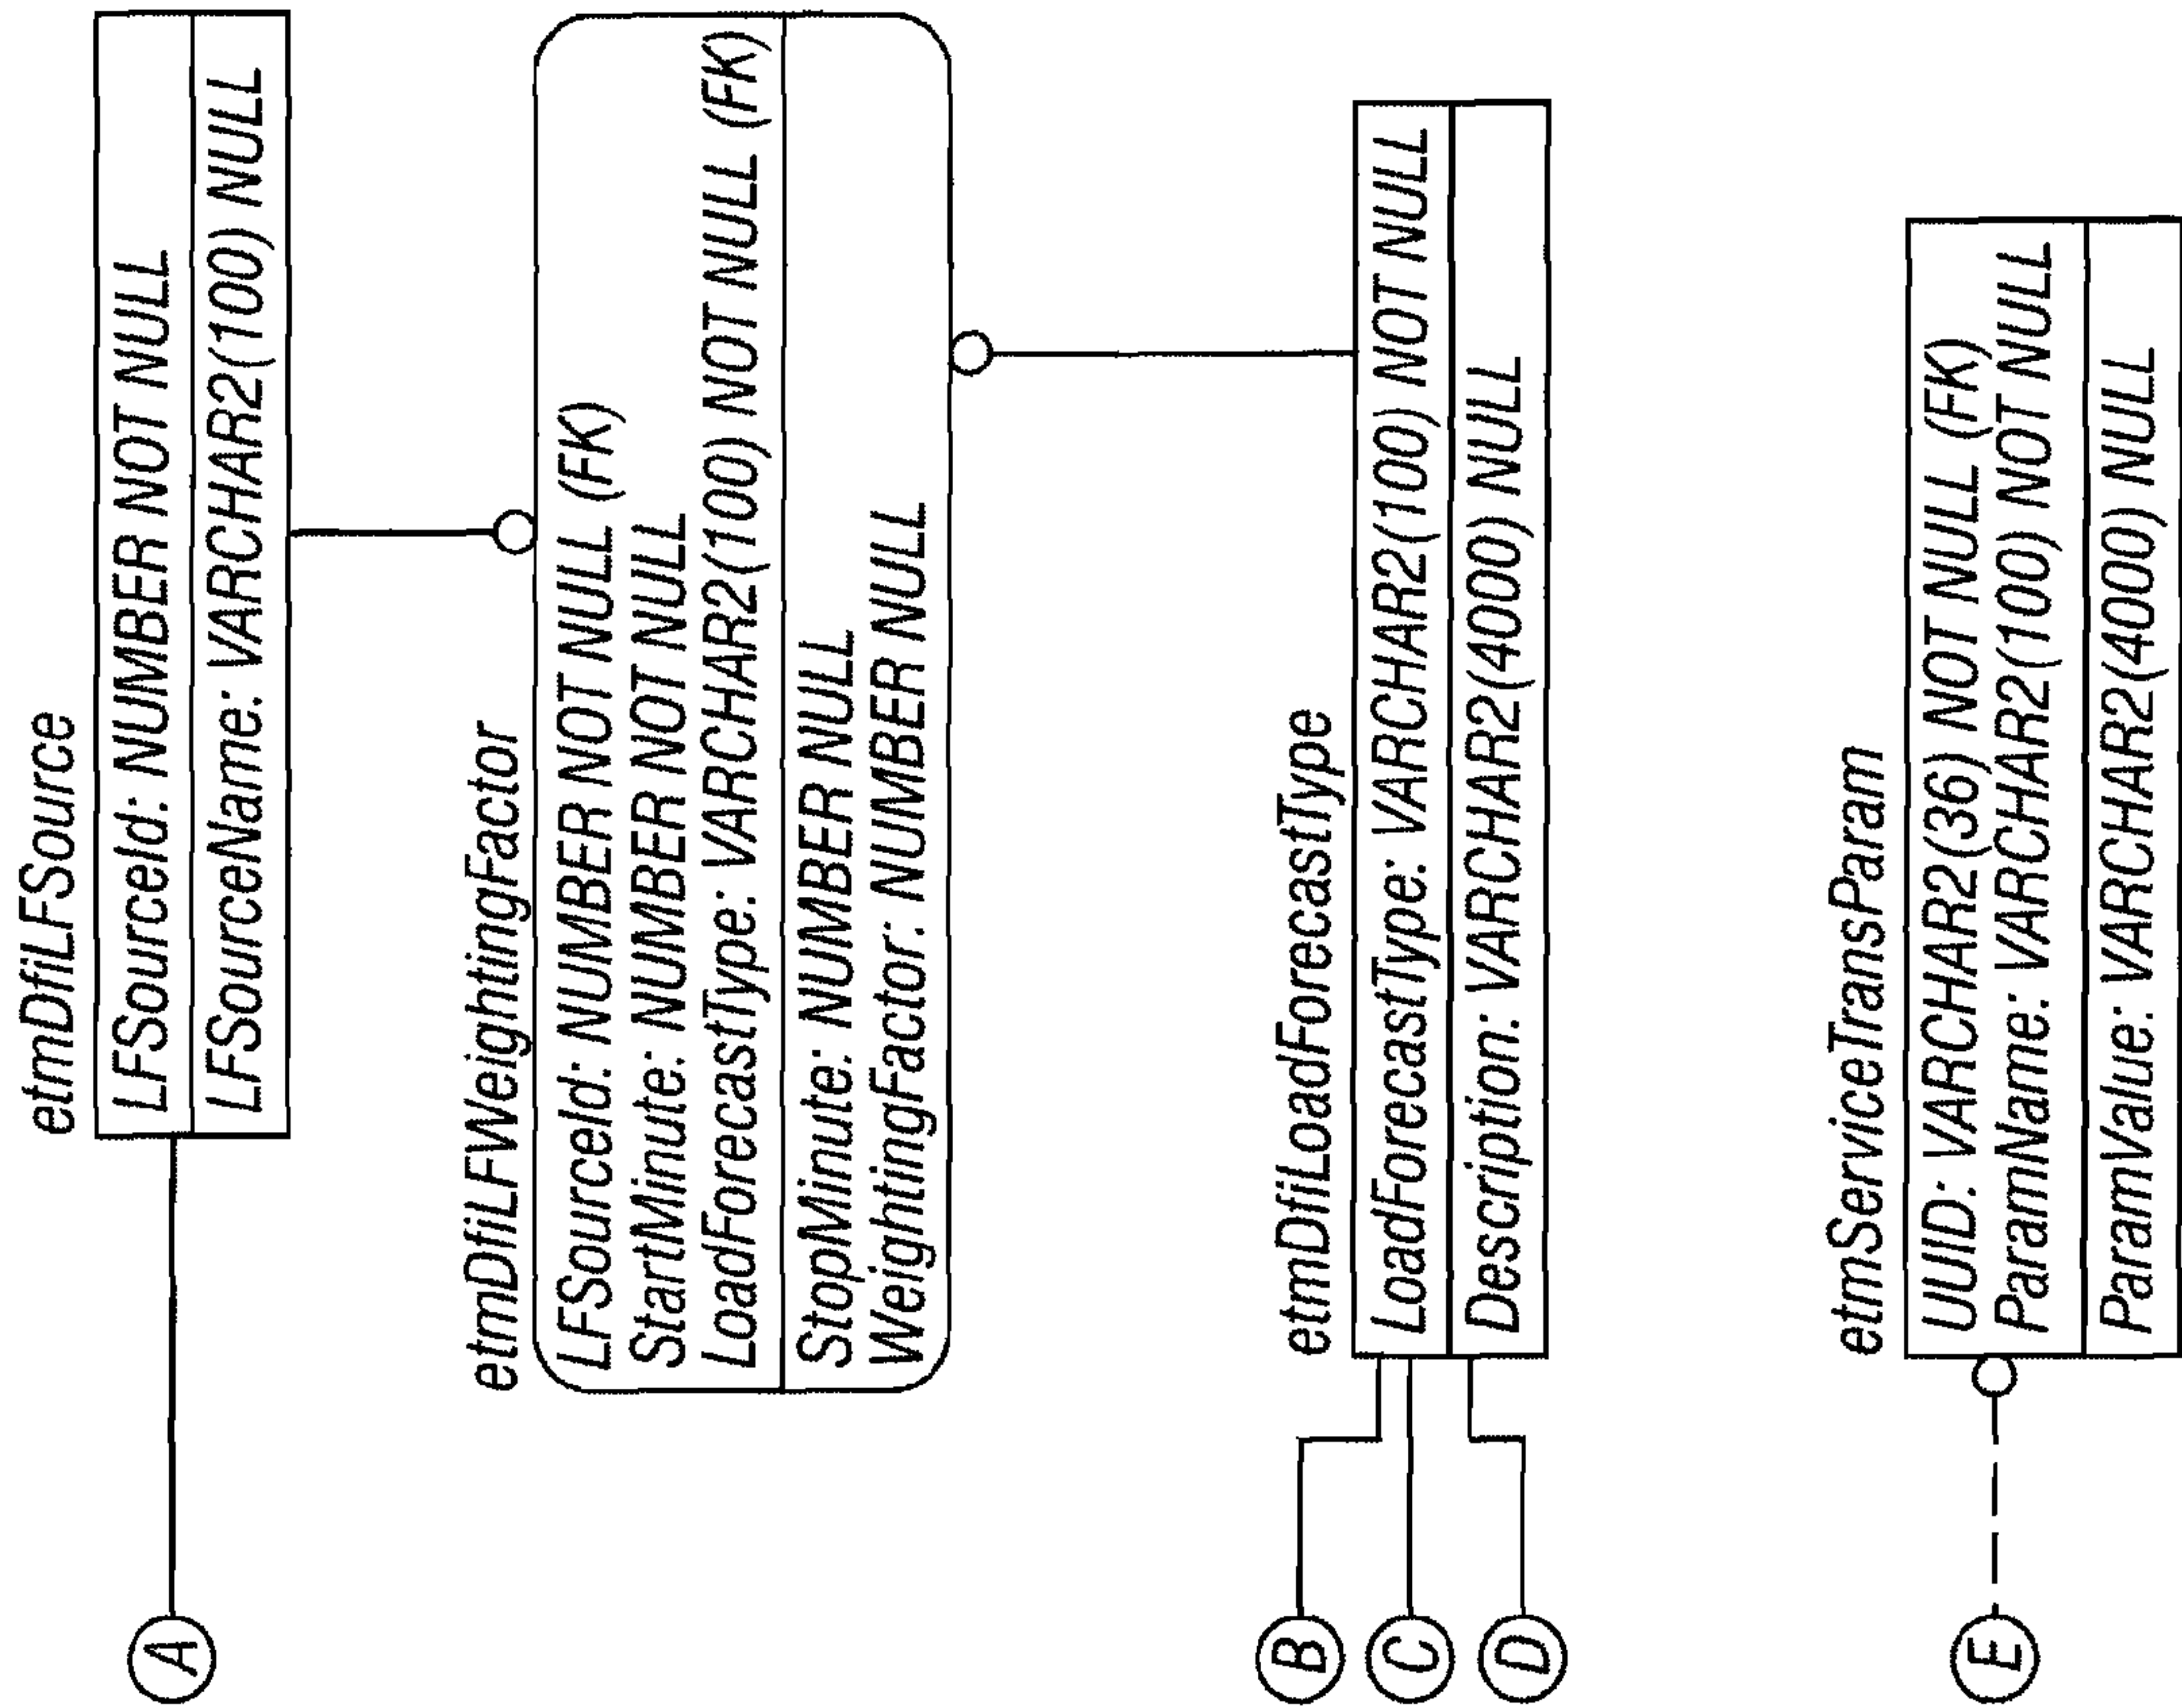 etmDfiLFSource
LFSourceId: NUMBER NOT NULL
LFSourceName: VARCHAR2(100) NULL
A
etmDfiLFWeightingFactor
LFSourceId: NUMBER NOT NULL (FK)
StartMinute: NUMBER NOT NULL
LoadForecastType: VARCHAR2(100) NOT NULL (FK)
StopMinute: NUMBER NULL
WeightingFactor: NUMBER NULL
etmDfiLoadForecastType
LoadForecastType: VARCHAR2(100) NOT NULL
Description: VARCHAR2(4000) NULL
B
C
D
etmServiceTransParam
UUID: VARCHAR2(36) NOT NULL (FK)
ParamName: VARCHAR2(100) NOT NULL
ParamValue: VARCHAR2(4000) NULL
E